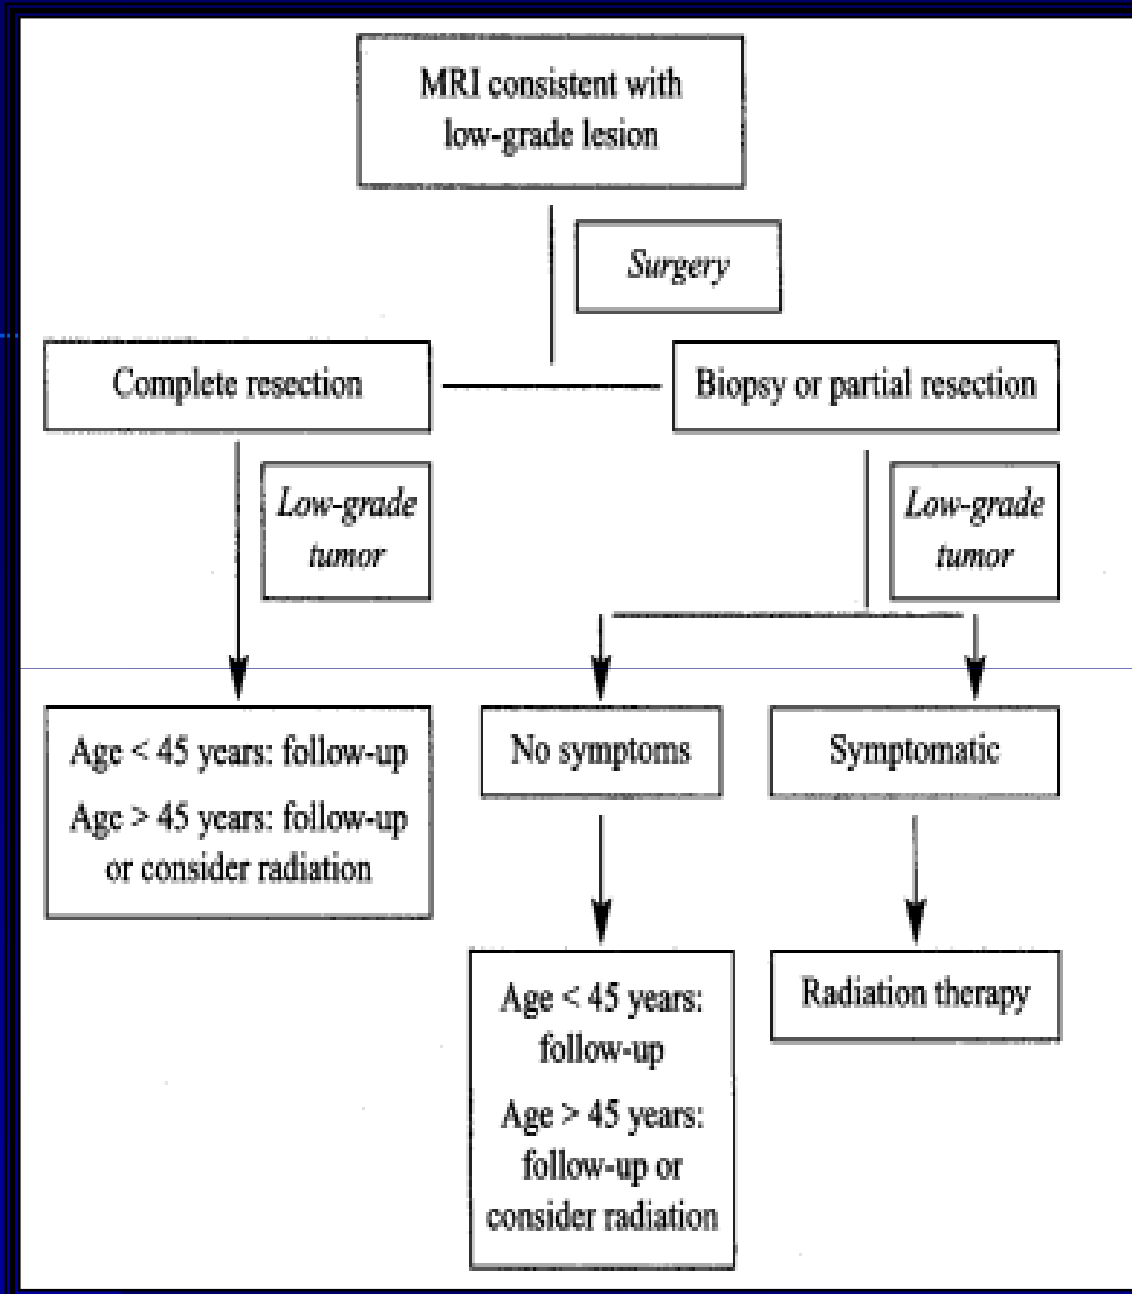 MRI consistent with
low-grade lesion
Surgery
Complete resection
Biopsy or partial resection
Low-grade
tumor
Low-grade
tumor
Age < 45 years: follow-up
Age > 45 years: follow-up
or consider radiation
No symptoms
Symptomatic
Age < 45 years:
follow-up
Age > 45 years:
follow-up or
consider radiation
Radiation therapy